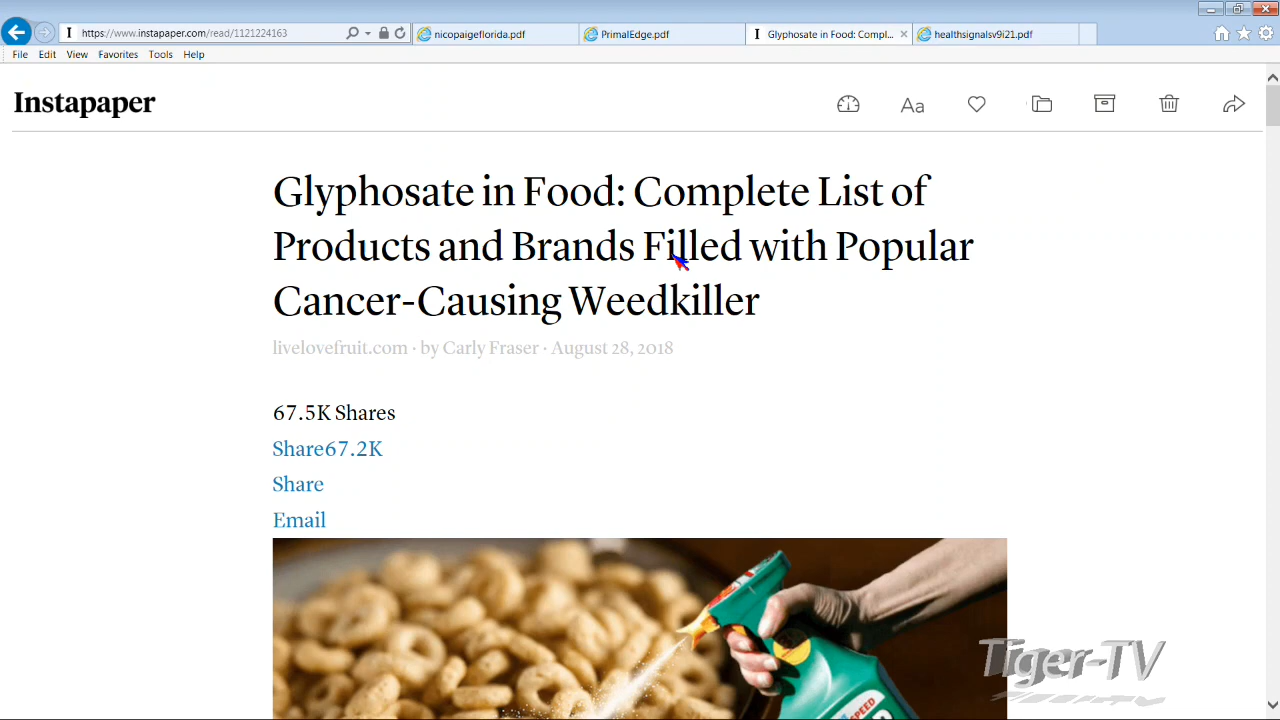 https://www.instapaper.com/read/1121224163
nicopaigeflorida.pdf
PrimalEdge.pdf
Glyphosate in Food: Compl...
healthsignalsv9i21.pdf
File Edit View Favorites Tools Help
Instapaper
Aa
Glyphosate in Food: Complete List of
Products and Brands Filled with Popular
Cancer-Causing Weedkiller
livelovefruit.com · by Carly Fraser · August 28, 2018
67.5K Shares
Share67.2K
Share
Email
Tiger-TV
SPEED